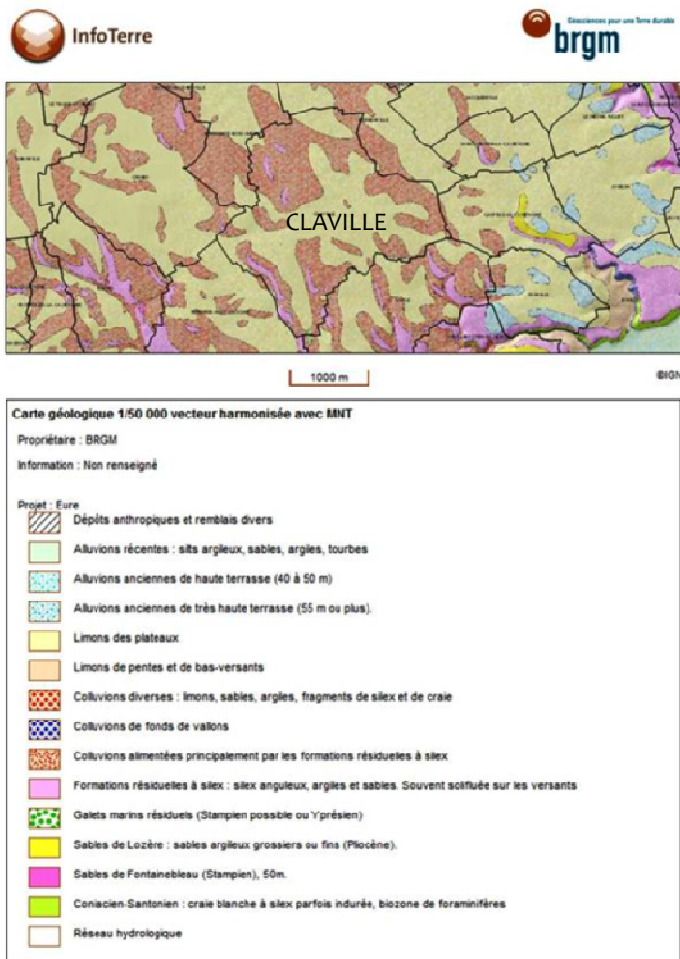 InfoTerre
Géosciences pour une Terre durable
brgm
CLAVILLE
1000 m
©IGN
Carte géologique 1/50 000 vecteur harmonisée avec MNT
Propriétaire : BRGM
Information : Non renseigné
Projet : Eure
Dépôts anthropiques et remblais divers
Alluvions récentes : silts argileux, sables, argiles, tourbes
Alluvions anciennes de haute terrasse (40 à 50 m)
Alluvions anciennes de très haute terrasse (55 m ou plus).
Limons des plateaux
Limons de pentes et de bas-versants
Colluvions diverses : limons, sables, argiles, fragments de silex et de craie
Colluvions de fonds de vallons
Colluvions alimentées principalement par les formations résiduelles à silex
Formations résiduelles à silex : silex anguleux, argiles et sables. Souvent solifluée sur les versants
Galets marins résiduels (Stampien possible ou Yprésien)
Sables de Lozère : sables argileux grossiers ou fins (Pliocène).
Sables de Fontainebleau (Stampien), 50m.
Coniacien-Santonien : craie blanche à silex parfois indurée, biozone de foraminifères
Réseau hydrologique